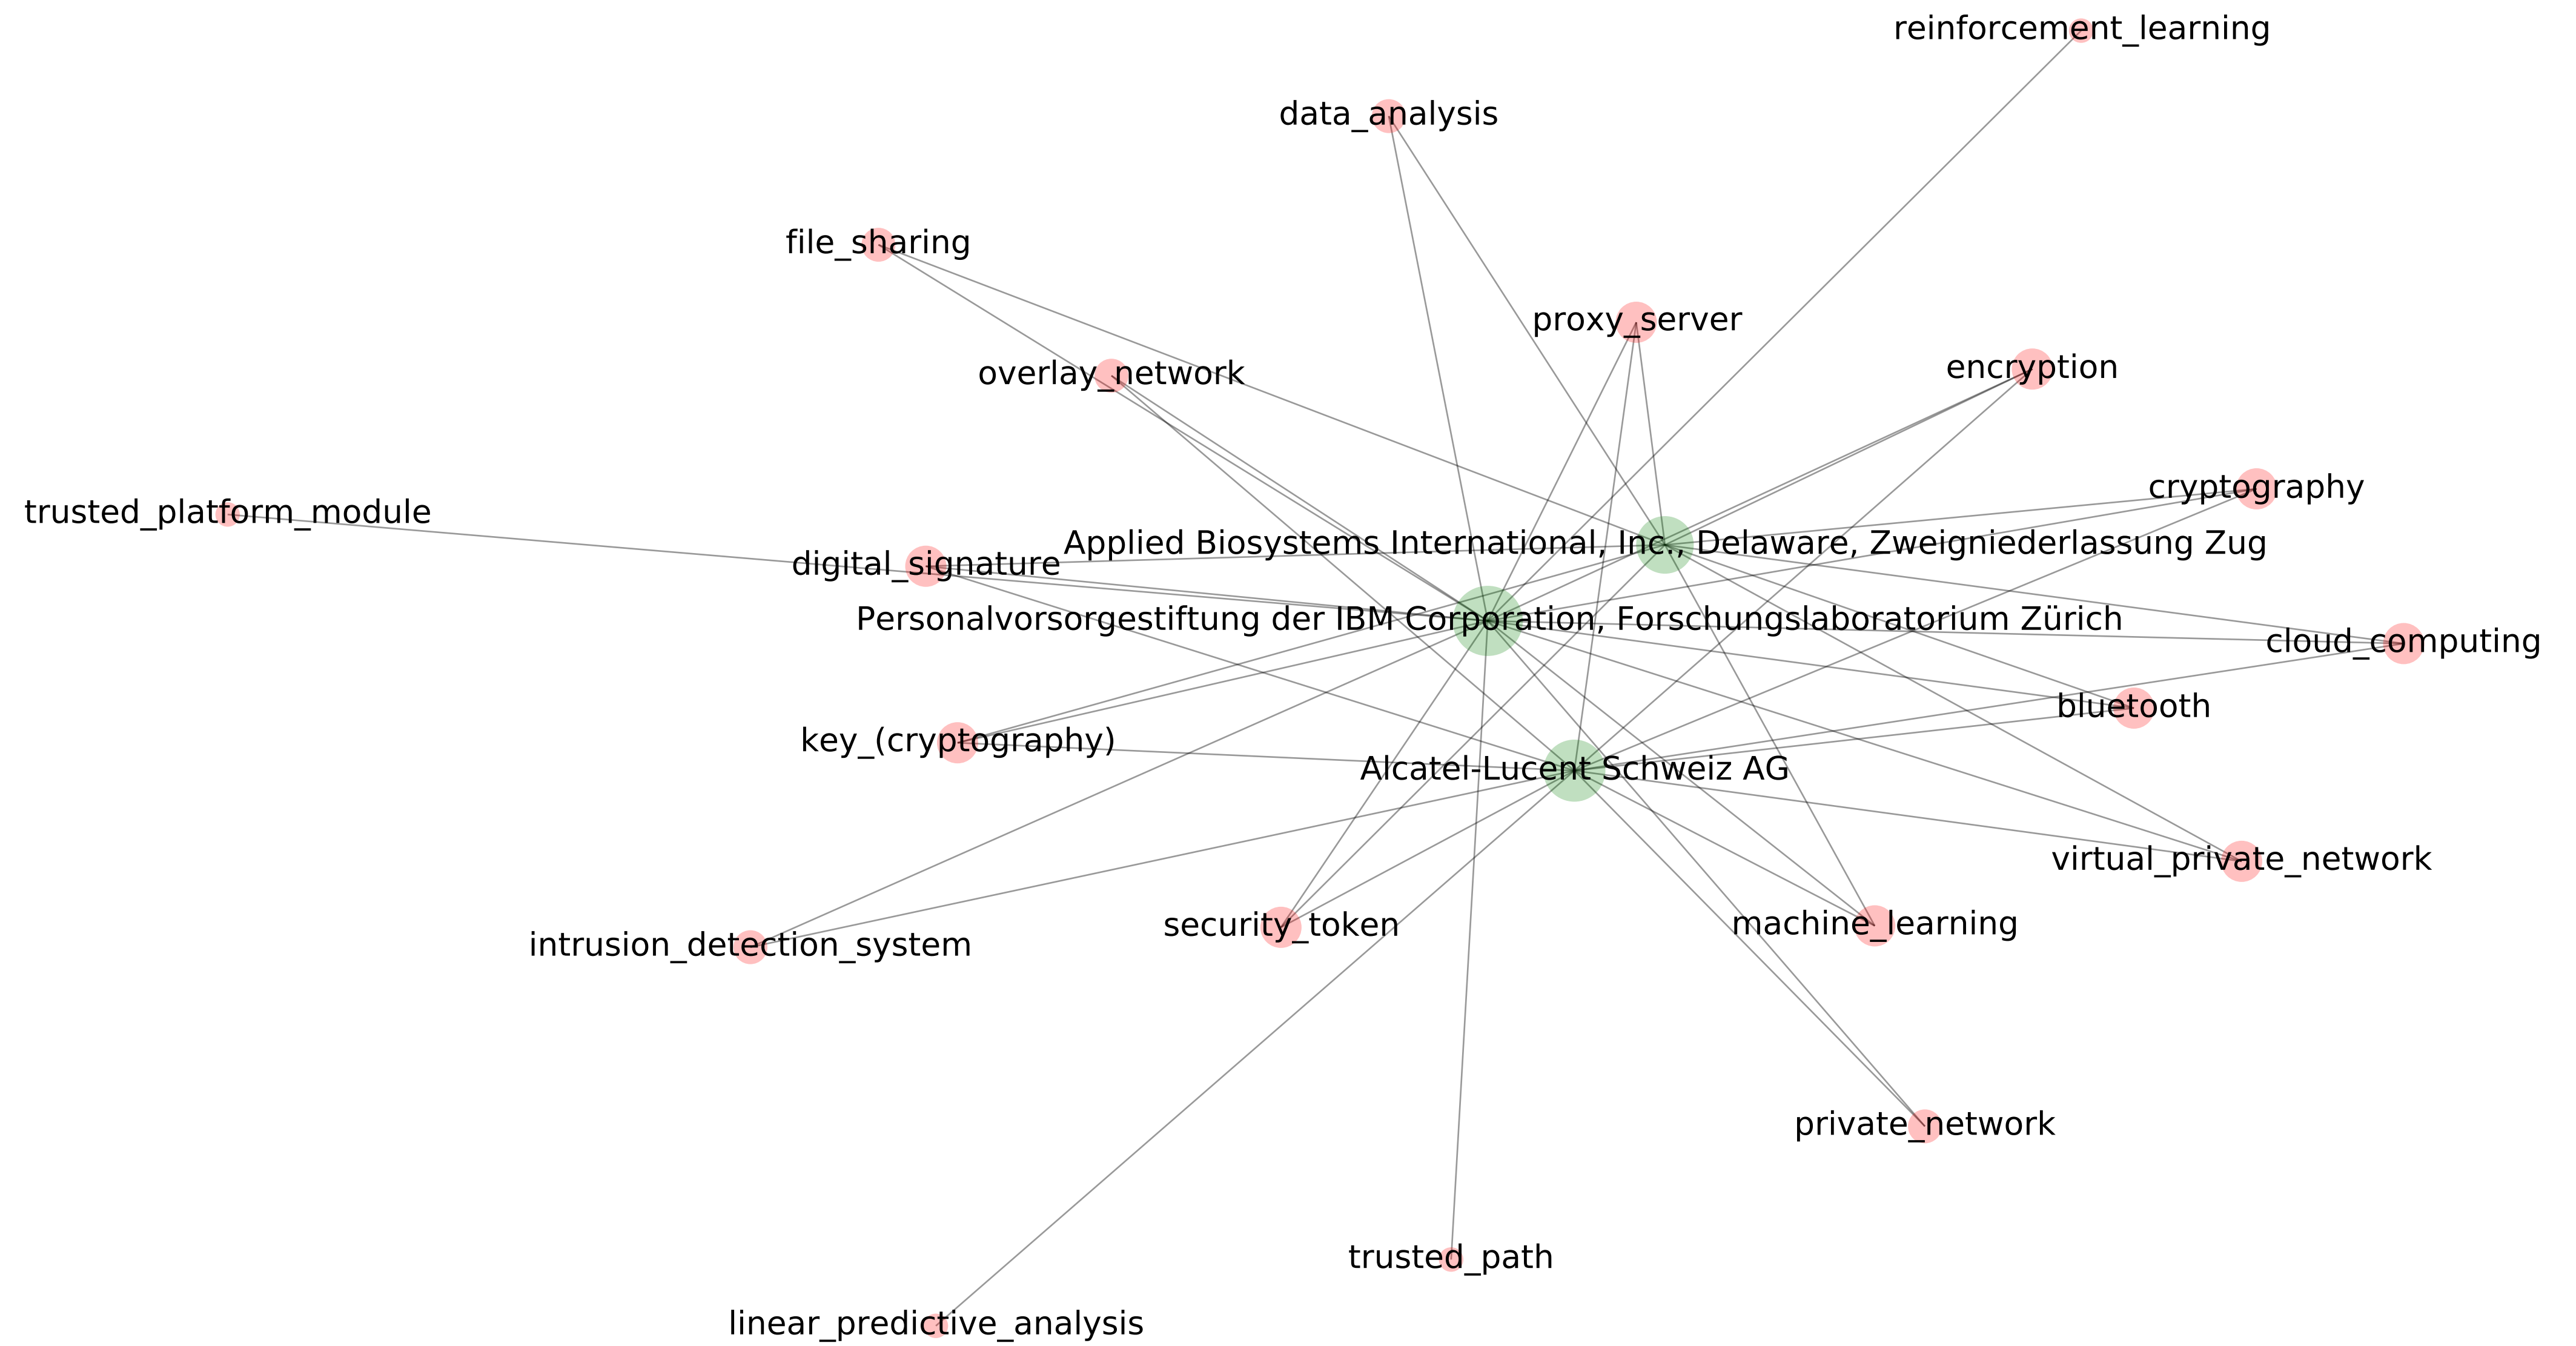 reinforcement_learning
data_analysis
file_sharing
proxy_server
overlay_network
encryption
cryptography
trusted_platform_module
Applied Biosystems International, Inc., Delaware, Zweigniederlassung Zug
digital_signature
Personalvorsorgestiftung der IBM Corporation, Forschungslaboratorium Zürich
cloud_computing
bluetooth
key_(cryptography)
Alcatel-Lucent Schweiz AG
virtual_private_network
machine_learning
security_token
intrusion_detection_system
private_network
trusted_path
linear_predictive_analysis